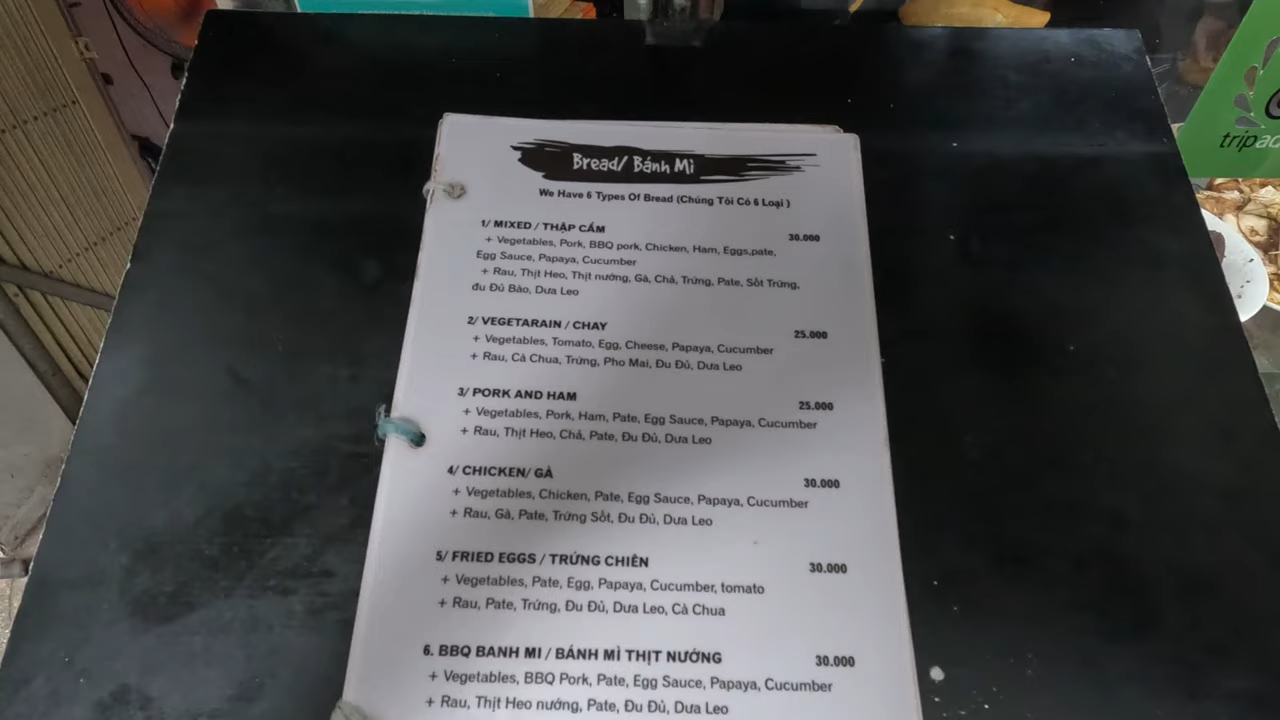 Bread/ Bánh Mì
We Have 6 Types Of Bread (Chúng Tôi Có 6 Loại )
1/ MIXED / THẬP CẨM 30.000
+ Vegetables, Pork, BBQ pork, Chicken, Ham, Eggs,pate,
Egg Sauce, Papaya, Cucumber
+ Rau, Thịt Heo, Thịt nướng, Gà, Chả, Trứng, Pate, Sốt Trứng,
đu Đủ Bào, Dưa Leo
2/ VEGETARAIN / CHAY 25.000
+ Vegetables, Tomato, Egg, Cheese, Papaya, Cucumber
+ Rau, Cà Chua, Trứng, Pho Mai, Đu Đủ, Dưa Leo
3/ PORK AND HAM 25.000
+ Vegetables, Pork, Ham, Pate, Egg Sauce, Papaya, Cucumber
+ Rau, Thịt Heo, Chả, Pate, Đu Đủ, Dưa Leo
4/ CHICKEN/ GÀ 30.000
+ Vegetables, Chicken, Pate, Egg Sauce, Papaya, Cucumber
+ Rau, Gà, Pate, Trứng Sốt, Đu Đủ, Dưa Leo
5/ FRIED EGGS / TRỨNG CHIÊN 30.000
+ Vegetables, Pate, Egg, Papaya, Cucumber, tomato
+ Rau, Pate, Trứng, Đu Đủ, Dưa Leo, Cà Chua
6. BBQ BANH MI / BÁNH MÌ THỊT NƯỚNG 30.000
+ Vegetables, BBQ Pork, Pate, Egg Sauce, Papaya, Cucumber
+ Rau, Thịt Heo nướng, Pate, Đu Đủ, Dưa Leo